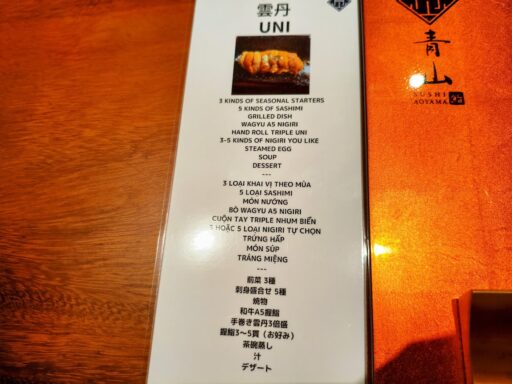 雲丹
UNI
3 KINDS OF SEASONAL STARTERS
5 KINDS OF SASHIMI
GRILLED DISH
WAGYU A5 NIGIRI
HAND ROLL TRIPLE UNI
3-5 KINDS OF NIGIRI YOU LIKE
STEAMED EGG
SOUP
DESSERT
---
3 LOẠI KHAI VỊ THEO MÙA
5 LOẠI SASHIMI
MÓN NƯỚNG
BÒ WAGYU A5 NIGIRI
CUỘN TAY TRIPLE NHUM BIỂN
3 HOẶC 5 LOẠI NIGIRI TỰ CHỌN
TRỨNG HẤP
MÓN SÚP
TRÁNG MIỆNG
---
前菜 3種
刺身盛合せ 5種
焼物
和牛A5握鮨
手巻き雲丹3倍盛
握鮨3~5貫（お好み）
茶碗蒸し
汁
デザート
青山
SUSHI
AOYAMA